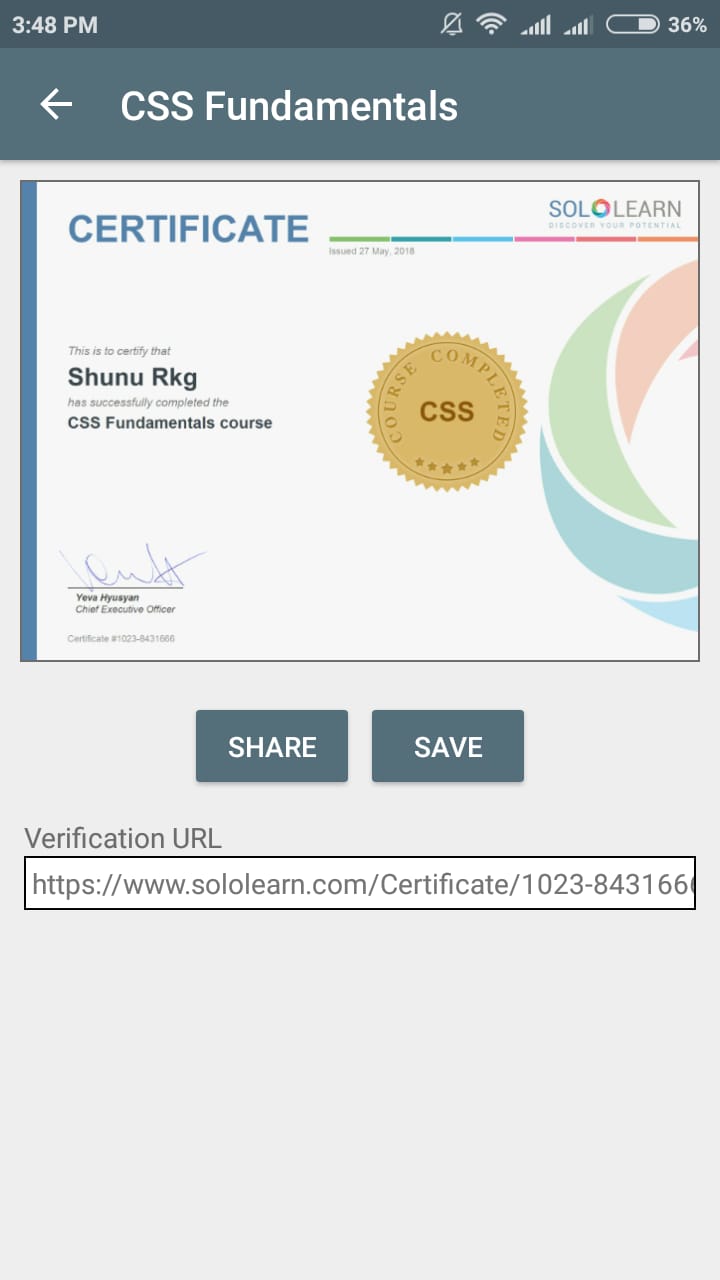 3:48 PM
36%
CSS Fundamentals
CERTIFICATE
SOLOLEARN
DISCOVER YOUR POTENTIAL
Issued 27 May, 2018
This is to certify that
Shunu Rkg
has successfully completed the
CSS Fundamentals course
COURSE COMPLETED
CSS
Yeva Hyusyan
Chief Executive Officer
Certificate #1023-8431666
SHARE
SAVE
Verification URL
https://www.sololearn.com/Certificate/1023-8431666